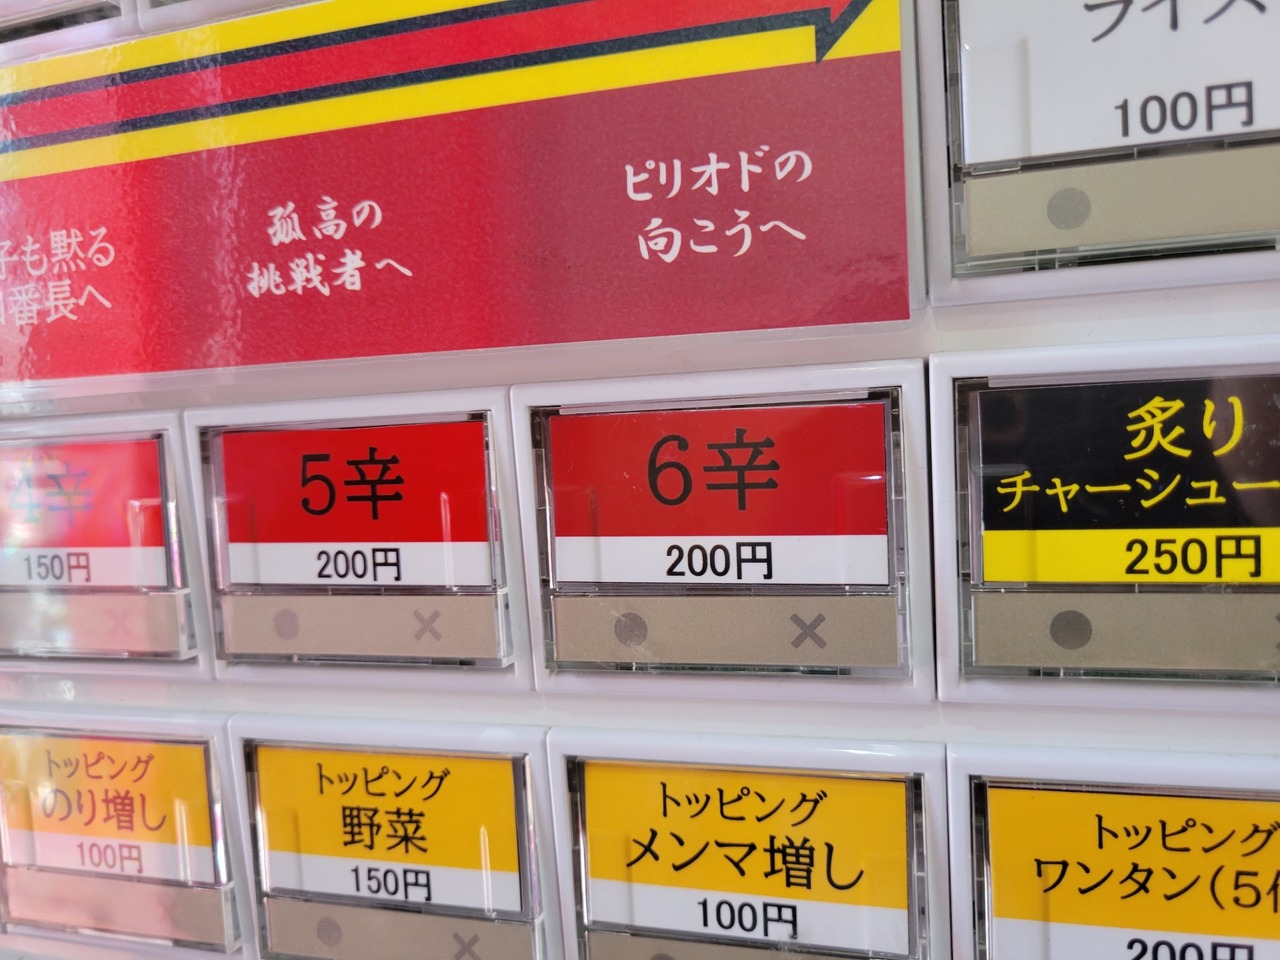 ライス
100円
子も黙る
番長へ
孤高の
挑戦者へ
ピリオドの
向こうへ
4辛
150円
5辛
200円
6辛
200円
炙り
チャーシュー
250円
トッピング
のり増し
100円
トッピング
野菜
150円
トッピング
メンマ増し
100円
トッピング
ワンタン(5
200円